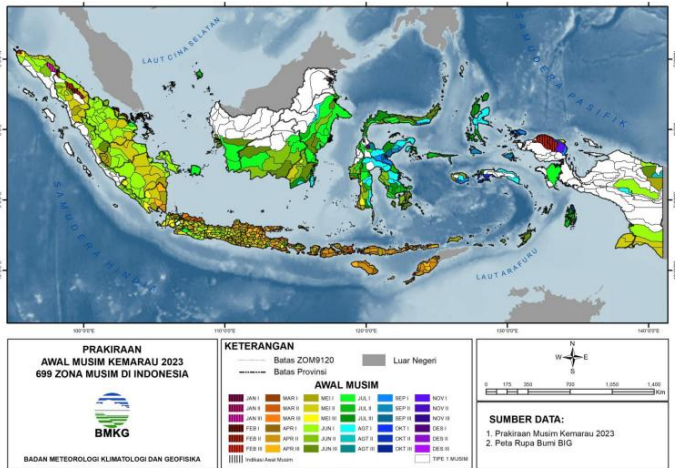 LAUT CINA SELATAN
SAMUDERA PASIFIK
SAMUDERA HINDIA
LAUT ARAFURU
100°0'0"E
110°0'0"E
120°0'0"E
130°0'0"E
140°0'0"E
PRAKIRAAN
AWAL MUSIM KEMARAU 2023
699 ZONA MUSIM DI INDONESIA
BMKG
BADAN METEOROLOGI KLIMATOLOGI DAN GEOFISIKA
KETERANGAN
Batas ZOM9120
Batas Provinsi
Luar Negeri
AWAL MUSIM
JAN I MAR I MEI I JUL I SEP I NOV I
JAN II MAR II MEI II JUL II SEP II NOV II
JAN III MAR III MEI III JUL III SEP III NOV III
FEB I APR I JUN I AGT I OKT I DES I
FEB II APR II JUN II AGT II OKT II DES II
FEB III APR III JUN III AGT III OKT III DES III
Indikasi Awal Musim
TIPE 1 MUSIM
N
W E
S
0 175 350 700 1,050 1,400
Km
SUMBER DATA:
1. Prakiraan Musim Kemarau 2023
2. Peta Rupa Bumi BIG